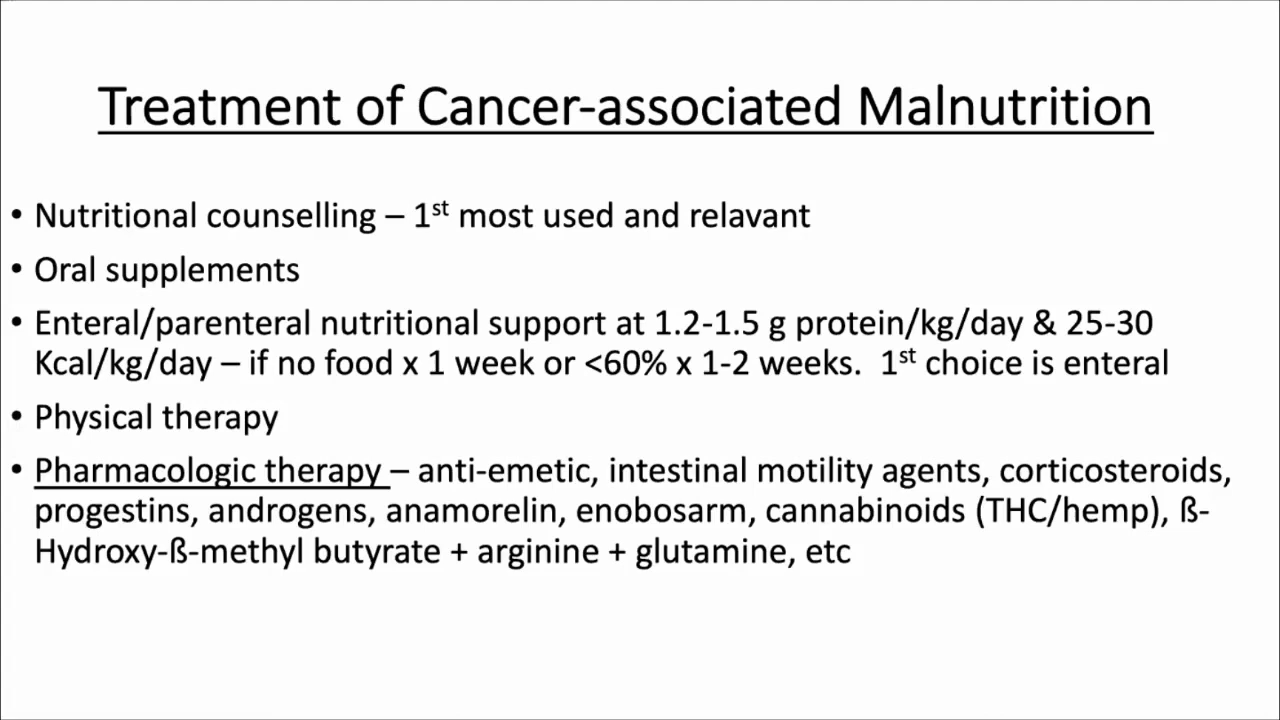 Treatment of Cancer-associated Malnutrition
• Nutritional counselling – 1st most used and relavant
• Oral supplements
• Enteral/parenteral nutritional support at 1.2-1.5 g protein/kg/day & 25-30
Kcal/kg/day – if no food x 1 week or <60% x 1-2 weeks.  1st choice is enteral
• Physical therapy
• Pharmacologic therapy – anti-emetic, intestinal motility agents, corticosteroids,
progestins, androgens, anamorelin, enobosarm, cannabinoids (THC/hemp), ß-
Hydroxy-ß-methyl butyrate + arginine + glutamine, etc